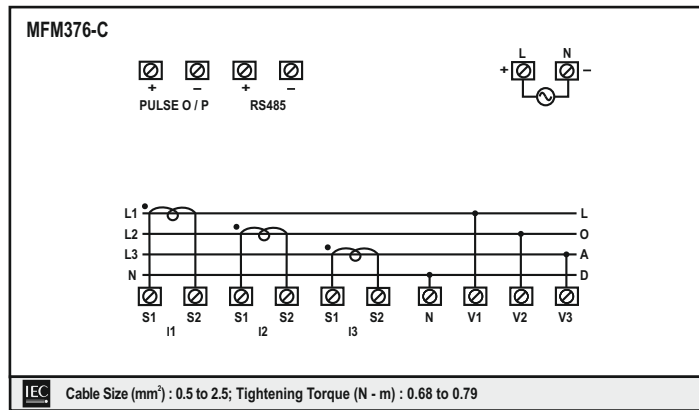 MFM376-C
L N
+ –
+ – + –
PULSE O / P RS485
L1 L
L2 O
L3 A
N D
S1 S2 S1 S2 S1 S2 N V1 V2 V3
I1 I2 I3
IEC Cable Size (mm²) : 0.5 to 2.5; Tightening Torque (N - m) : 0.68 to 0.79